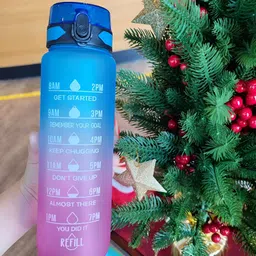 8AM 2PM
GET STARTED
9AM 3PM
REMEMBER YOUR GOAL
10AM 4PM
KEEP CHUGGING
11AM 5PM
DON'T GIVE UP
12PM 6PM
ALMOST THERE
1PM 7PM
YOU DID IT
REFILL